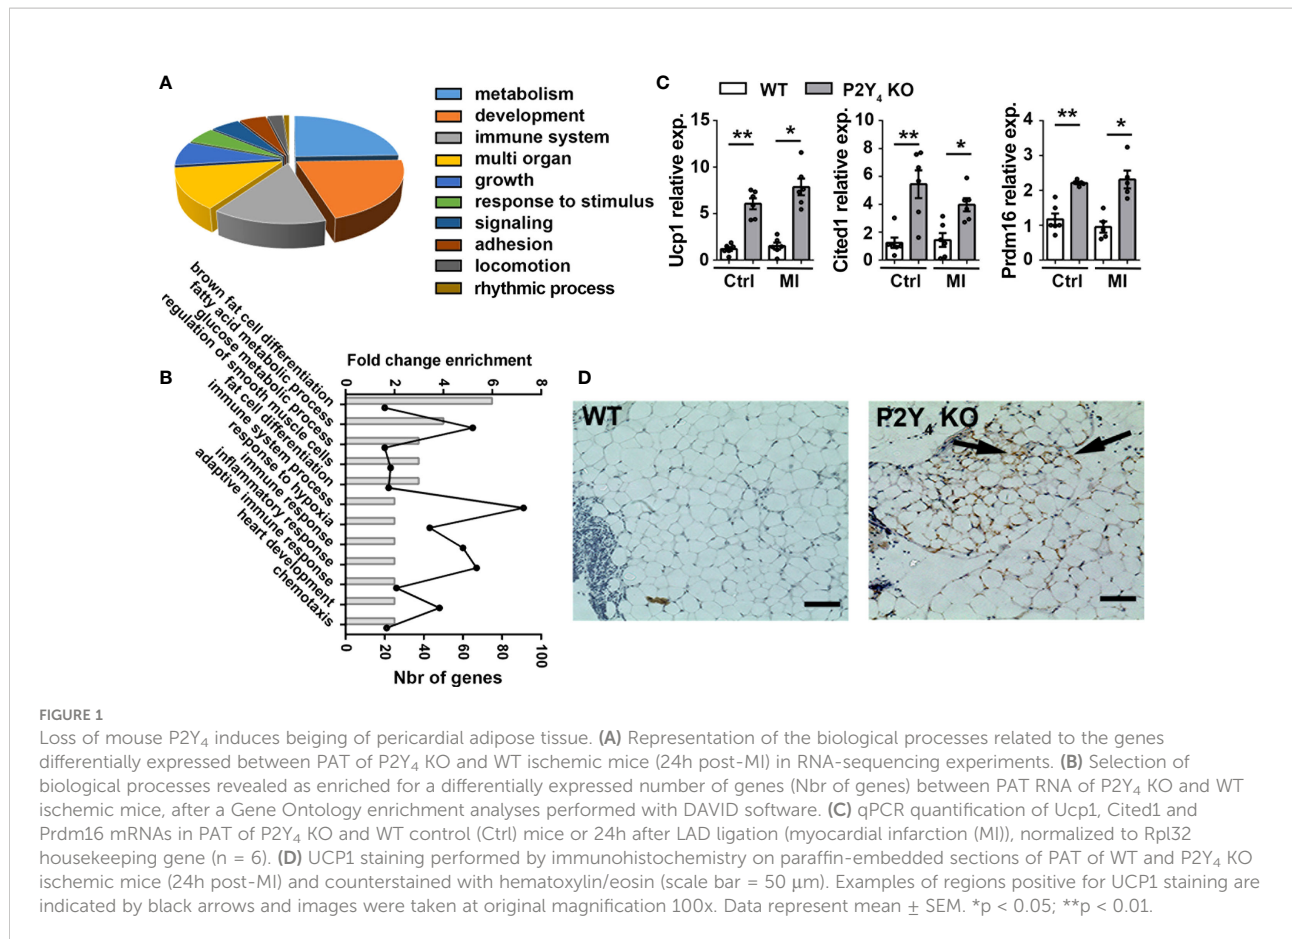 A
metabolism
development
immune system
multi organ
growth
response to stimulus
signaling
adhesion
locomotion
rhythmic process
B
brown fat cell differentiation
fatty acid metabolic process
glucose metabolic process
regulation of smooth muscle cells
fat cell differentiation
immune system process
response to hypoxia
immune response
inflammatory response
adaptive immune response
heart development
chemotaxis
Fold change enrichment
0 2 4 6 8
0 20 40 60 80 100
Nbr of genes
C
WT P2Y₄ KO
Ucp1 relative exp.
15
10
5
0
** *
Ctrl MI
Cited1 relative exp.
10
8
6
4
2
0
** *
Ctrl MI
Prdm16 relative exp.
4
3
2
1
0
** *
Ctrl MI
D
WT
P2Y₄ KO
FIGURE 1
Loss of mouse P2Y₄ induces beiging of pericardial adipose tissue. (A) Representation of the biological processes related to the genes
differentially expressed between PAT of P2Y₄ KO and WT ischemic mice (24h post-MI) in RNA-sequencing experiments. (B) Selection of
biological processes revealed as enriched for a differentially expressed number of genes (Nbr of genes) between PAT RNA of P2Y₄ KO and WT
ischemic mice, after a Gene Ontology enrichment analyses performed with DAVID software. (C) qPCR quantification of Ucp1, Cited1 and
Prdm16 mRNAs in PAT of P2Y₄ KO and WT control (Ctrl) mice or 24h after LAD ligation (myocardial infarction (MI)), normalized to Rpl32
housekeeping gene (n = 6). (D) UCP1 staining performed by immunohistochemistry on paraffin-embedded sections of PAT of WT and P2Y₄ KO
ischemic mice (24h post-MI) and counterstained with hematoxylin/eosin (scale bar = 50 μm). Examples of regions positive for UCP1 staining are
indicated by black arrows and images were taken at original magnification 100x. Data represent mean ± SEM. *p < 0.05; **p < 0.01.